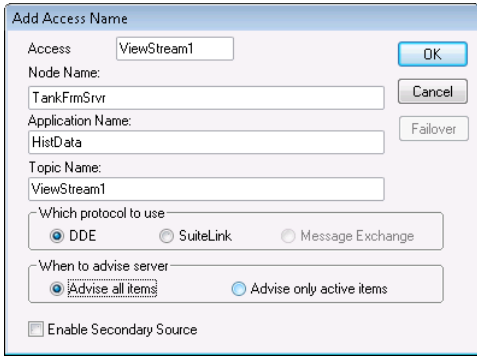 Add Access Name
Access ViewStream1
OK
Node Name:
TankFrmSrvr
Cancel
Application Name:
HistData
Failover
Topic Name:
ViewStream1
Which protocol to use
DDE SuiteLink Message Exchange
When to advise server
Advise all items Advise only active items
Enable Secondary Source